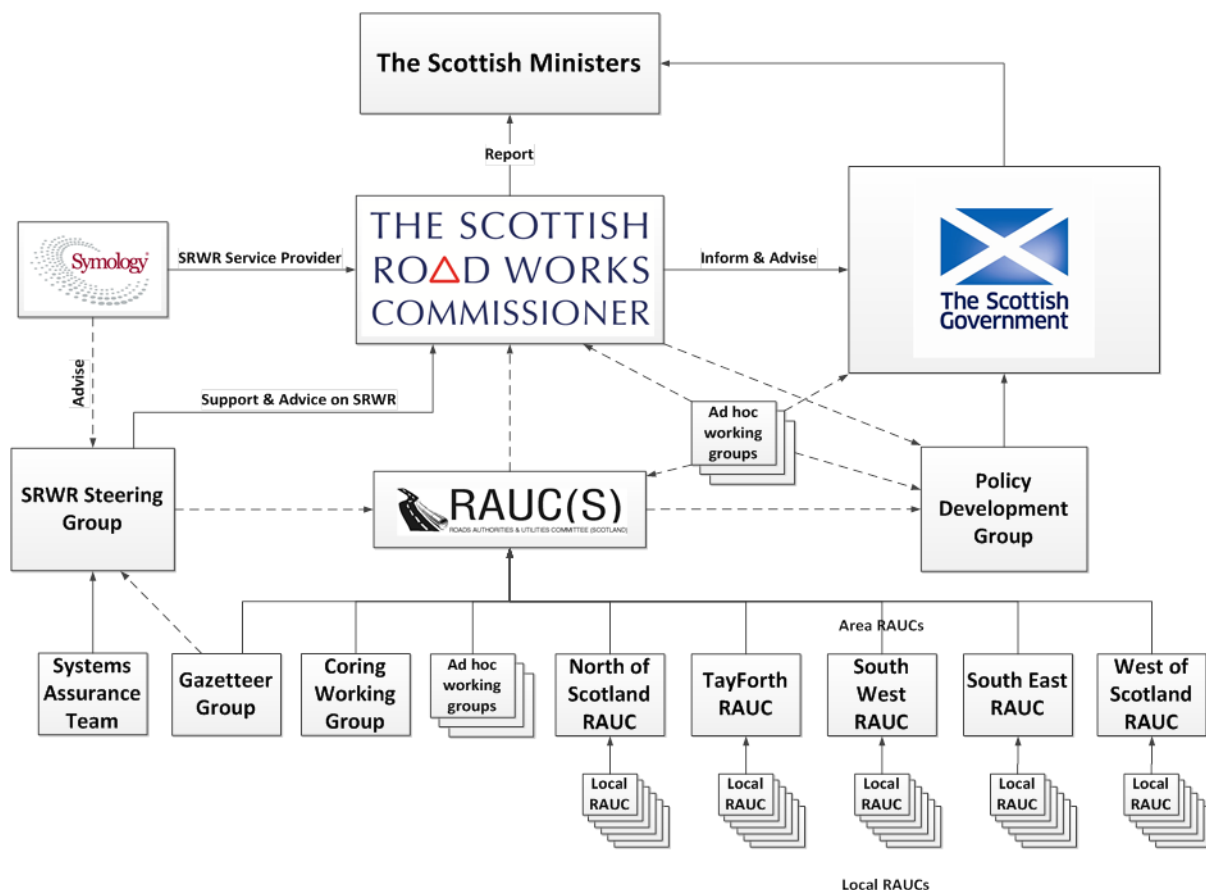 The Scottish Ministers
Report
Symology
SRWR Service Provider
THE SCOTTISH
ROAD WORKS
COMMISSIONER
Inform & Advise
The Scottish
Government
Advise
Support & Advice on SRWR
Ad hoc
working
groups
SRWR Steering
Group
RAUC(S)
ROADS AUTHORITIES & UTILITIES COMMITTEE (SCOTLAND)
Policy
Development
Group
Area RAUCs
Systems
Assurance
Team
Gazetteer
Group
Coring
Working
Group
Ad hoc
working
groups
North of
Scotland
RAUC
TayForth
RAUC
South
West
RAUC
South East
RAUC
West of
Scotland
RAUC
Local
RAUC
Local
RAUC
Local
RAUC
Local
RAUC
Local
RAUC
Local RAUCs